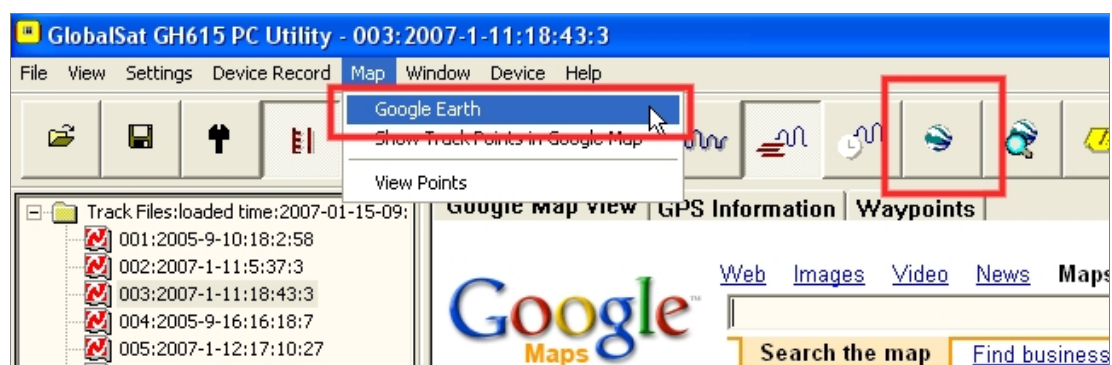 GlobalSat GH615 PC Utility - 003:2007-1-11:18:43:3
File View Settings Device Record Map Window Device Help
Google Earth
Show Track Points in Google Map
View Points
Track Files:loaded time:2007-01-15-09:
001:2005-9-10:18:2:58
002:2007-1-11:5:37:3
003:2007-1-11:18:43:3
004:2005-9-16:16:18:7
005:2007-1-12:17:10:27
Google Map View GPS Information Waypoints
Web Images Video News Maps
Google™
Maps
Search the map Find business